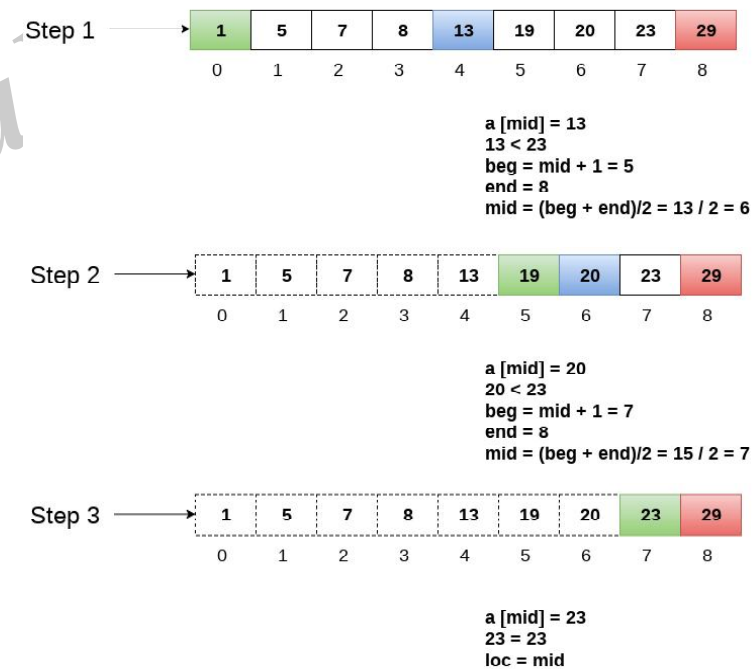 Step 1
1 5 7 8 13 19 20 23 29
0 1 2 3 4 5 6 7 8
a [mid] = 13
13 < 23
beg = mid + 1 = 5
end = 8
mid = (beg + end)/2 = 13 / 2 = 6
Step 2
1 5 7 8 13 19 20 23 29
0 1 2 3 4 5 6 7 8
a [mid] = 20
20 < 23
beg = mid + 1 = 7
end = 8
mid = (beg + end)/2 = 15 / 2 = 7
Step 3
1 5 7 8 13 19 20 23 29
0 1 2 3 4 5 6 7 8
a [mid] = 23
23 = 23
loc = mid